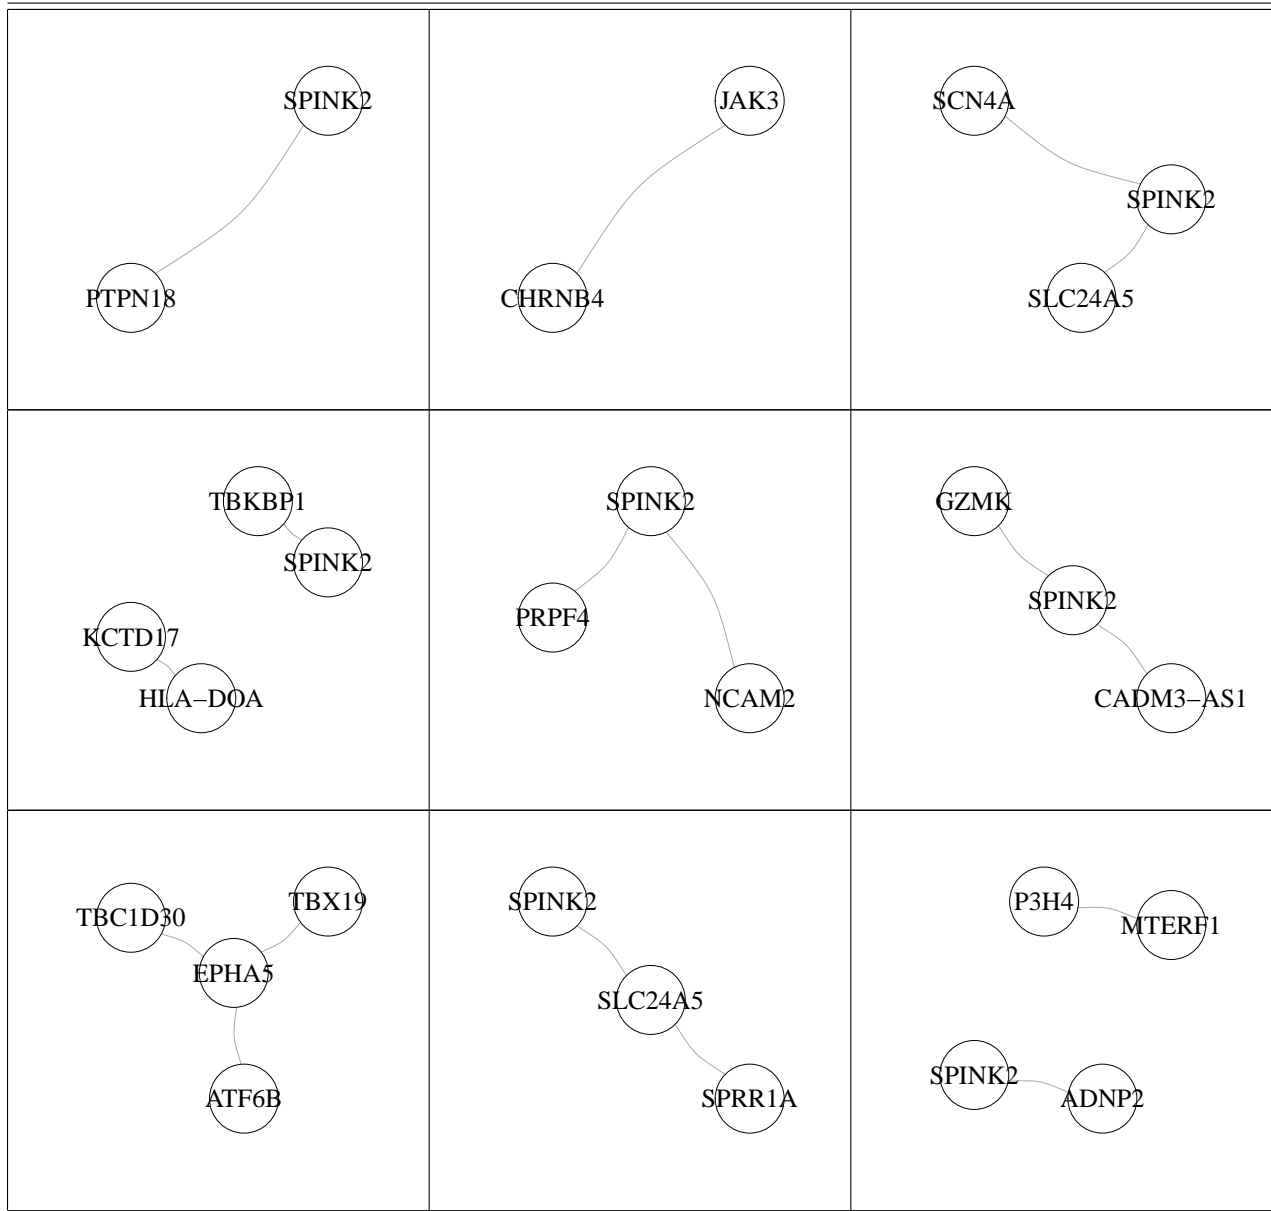 SPINK2
PTPN18
JAK3
CHRNB4
SCN4A
SPINK2
SLC24A5
TBKBP1
SPINK2
KCTD17
HLA−DOA
SPINK2
PRPF4
NCAM2
GZMK
SPINK2
CADM3−AS1
TBX19
TBC1D30
EPHA5
ATF6B
SPINK2
SLC24A5
SPRR1A
P3H4
MTERF1
SPINK2
ADNP2